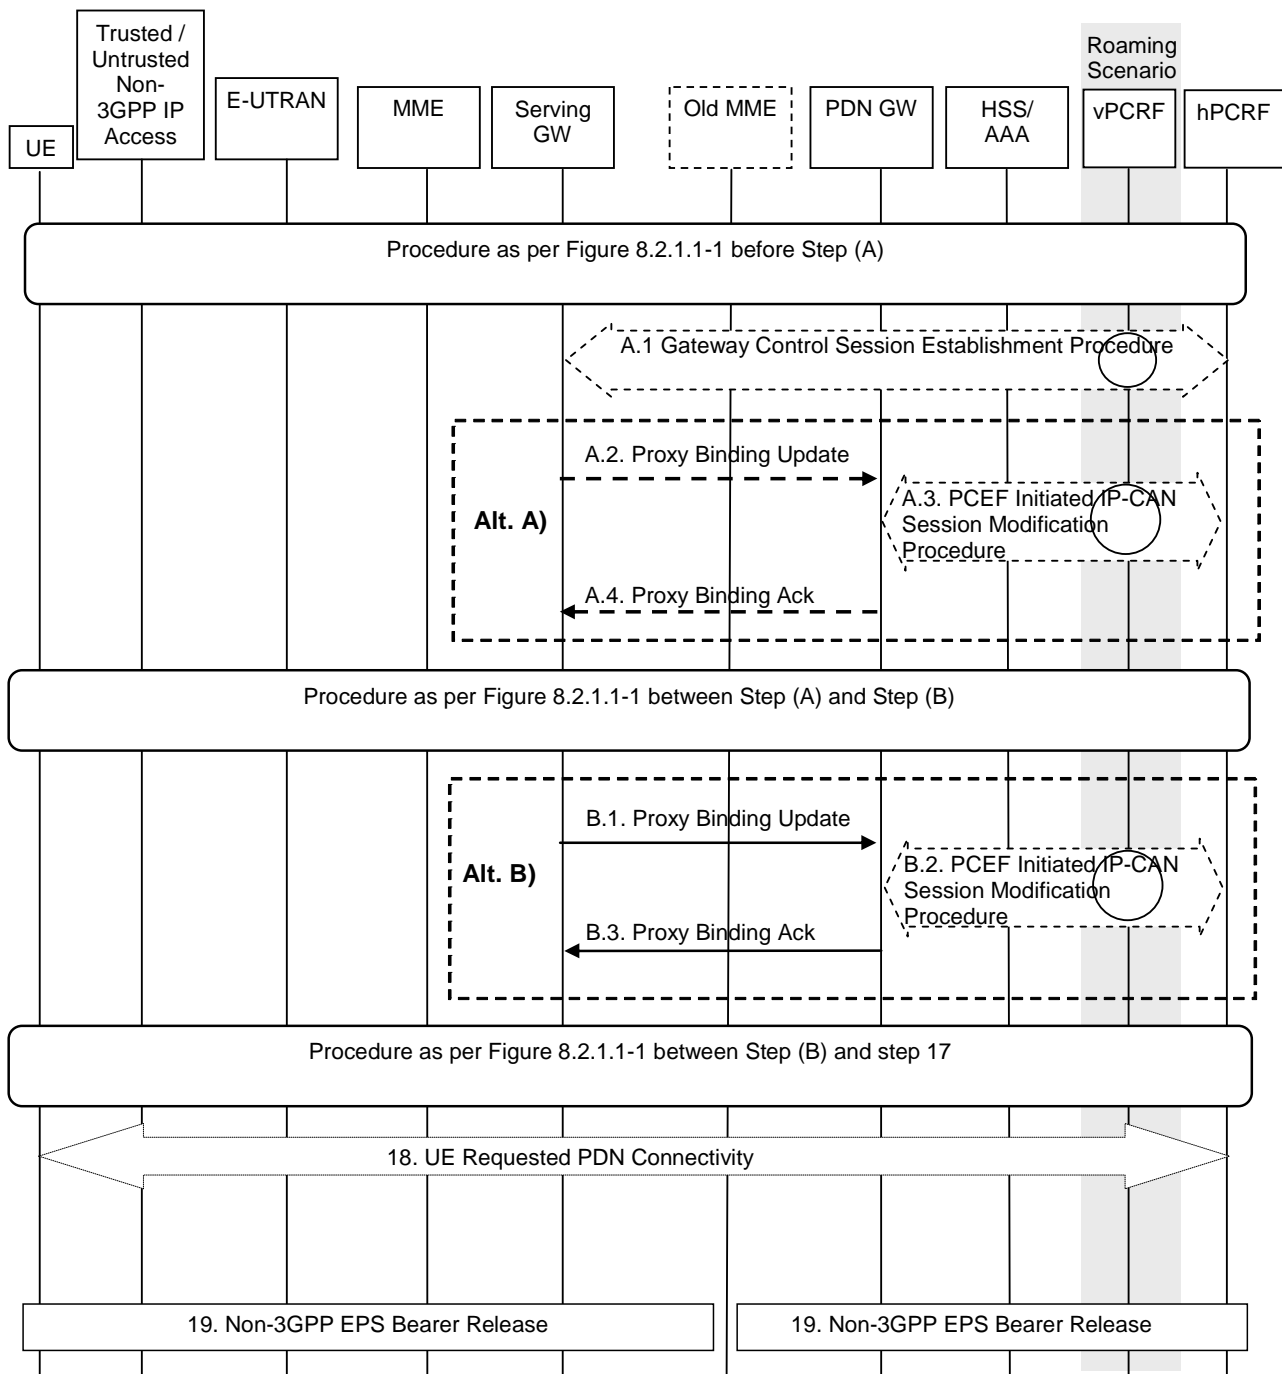 Trusted /
Untrusted
Non-
3GPP IP
Access
Roaming
Scenario
UE
E-UTRAN
MME
Serving
GW
Old MME
PDN GW
HSS/
AAA
vPCRF
hPCRF
Procedure as per Figure 8.2.1.1-1 before Step (A)
A.1 Gateway Control Session Establishment Procedure
Alt. A)
A.2. Proxy Binding Update
A.3. PCEF Initiated IP-CAN
Session Modification
Procedure
A.4. Proxy Binding Ack
Procedure as per Figure 8.2.1.1-1 between Step (A) and Step (B)
Alt. B)
B.1. Proxy Binding Update
B.2. PCEF Initiated IP-CAN
Session Modification
Procedure
B.3. Proxy Binding Ack
Procedure as per Figure 8.2.1.1-1 between Step (B) and step 17
18. UE Requested PDN Connectivity
19. Non-3GPP EPS Bearer Release
19. Non-3GPP EPS Bearer Release